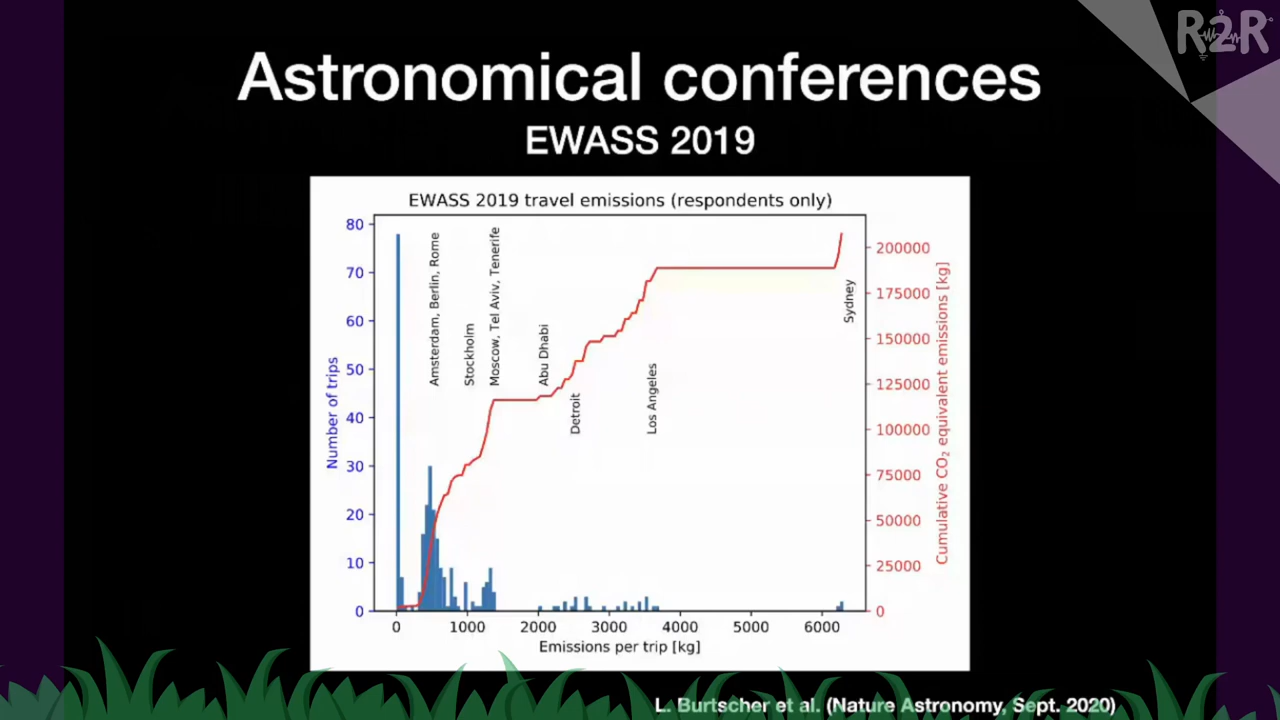 R2R
Astronomical conferences
EWASS 2019
EWASS 2019 travel emissions (respondents only)
Number of trips
80
70
60
50
40
30
20
10
0
Amsterdam, Berlin, Rome
Stockholm
Moscow, Tel Aviv, Tenerife
Abu Dhabi
Detroit
Los Angeles
Sydney
200000
175000
150000
125000
100000
75000
50000
25000
0
Cumulative CO₂ equivalent emissions [kg]
0 1000 2000 3000 4000 5000 6000
Emissions per trip [kg]
L. Burtscher et al. (Nature Astronomy, Sept. 2020)